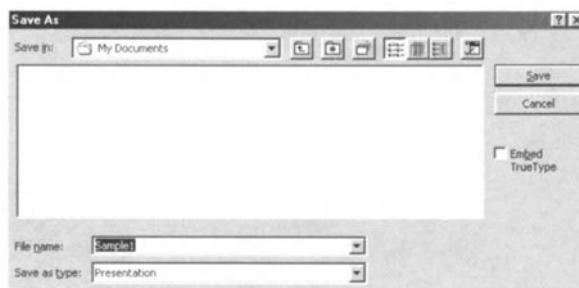 Save As
Save in: My Documents
Save
Cancel
Embed
TrueType
File name: Sample1
Save as type: Presentation